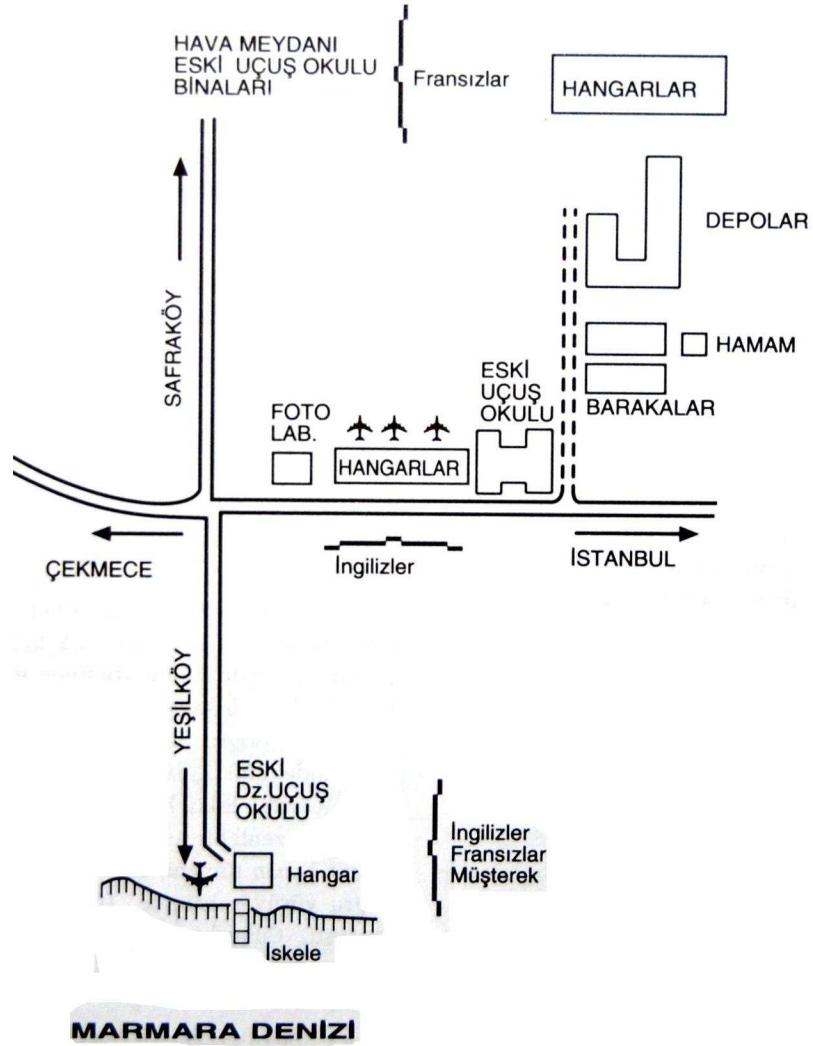 HAVA MEYDANI
ESKİ UÇUŞ OKULU
BİNALARI
Fransızlar
HANGARLAR
DEPOLAR
SAFRAKÖY
HAMAM
BARAKALAR
ESKİ
UÇUŞ
OKULU
FOTO
LAB.
HANGARLAR
ÇEKMECE
İngilizler
İSTANBUL
YEŞİLKÖY
ESKİ
Dz.UÇUŞ
OKULU
Hangar
İngilizler
Fransızlar
Müşterek
İskele
MARMARA DENİZİ